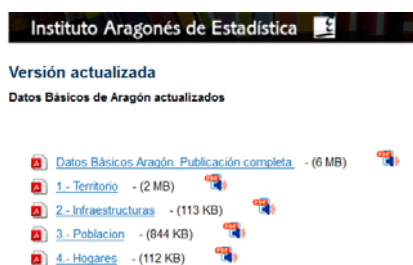 Instituto Aragonés de Estadística
Versión actualizada
Datos Básicos de Aragón actualizados
Datos Básicos Aragón. Publicación completa - (6 MB)
1.- Territorio - (2 MB)
2.- Infraestructuras - (113 KB)
3.- Poblacion - (844 KB)
4.- Hogares - (112 KB)